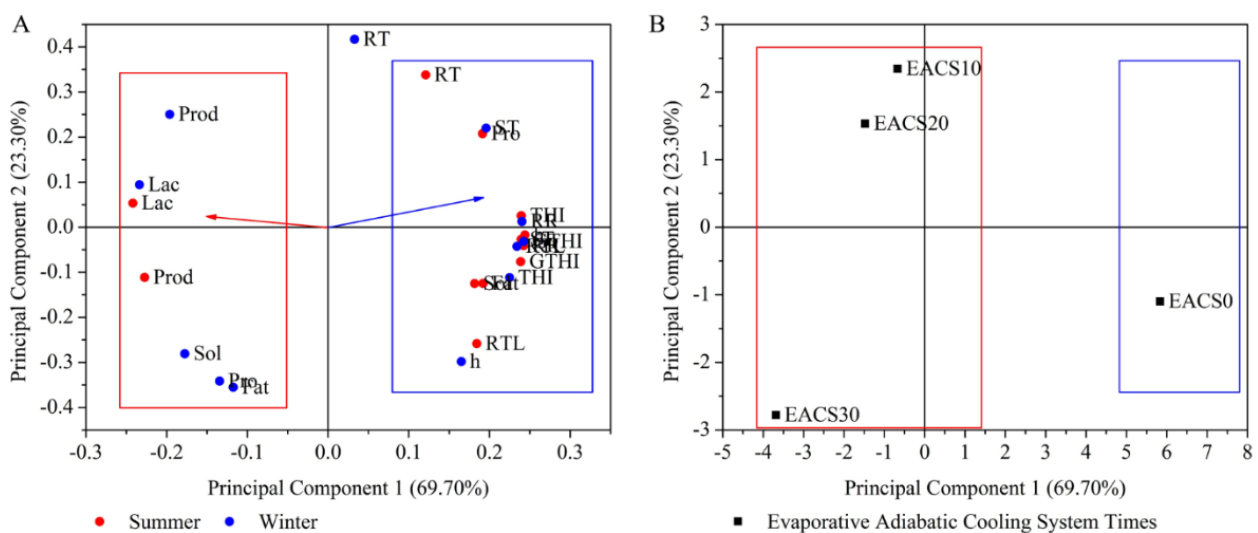 A
B
Principal Component 2 (23.30%)
0.4
0.3
0.2
0.1
0.0
-0.1
-0.2
-0.3
-0.4
RT
RT
Prod
ST
Pro
Lac
Lac
THI
RR
GTHI
Prod
THI
Sol
Fat
RTL
Sol
h
Pro
Fat
-0.3 -0.2 -0.1 0.0 0.1 0.2 0.3
Principal Component 1 (69.70%)
Summer Winter
Principal Component 2 (23.30%)
3
2
1
0
-1
-2
-3
EACS10
EACS20
EACS0
EACS30
-5 -4 -3 -2 -1 0 1 2 3 4 5 6 7 8
Principal Component 1 (69.70%)
Evaporative Adiabatic Cooling System Times